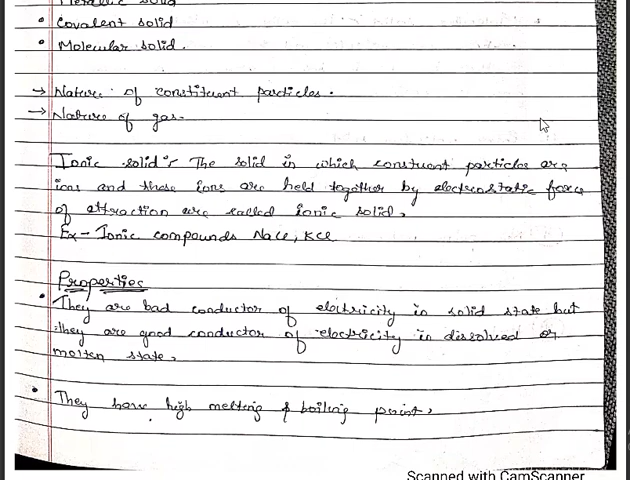 Metallic solid
• Covalent solid
• Molecular solid.
→ Nature of constituent particles.
→ Nature of gas.
Ionic solid :- The solid in which constituent particles are
ions and these ions are held together by electrostatic force
of attraction are called ionic solid.
Ex - Ionic compounds NaCl, KCl
Properties
• They are bad conductor of electricity in solid state but
they are good conductor of electricity in dissolved or
molten state.
• They have high melting & boiling point.
Scanned with CamScanner